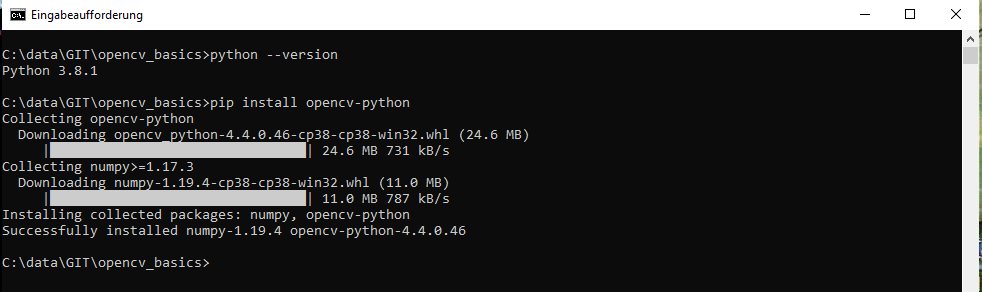 Eingabeaufforderung
C:\data\GIT\opencv_basics>python --version
Python 3.8.1
C:\data\GIT\opencv_basics>pip install opencv-python
Collecting opencv-python
Downloading opencv_python-4.4.0.46-cp38-cp38-win32.whl (24.6 MB)
|████████████████████████████████| 24.6 MB 731 kB/s
Collecting numpy>=1.17.3
Downloading numpy-1.19.4-cp38-cp38-win32.whl (11.0 MB)
|████████████████████████████████| 11.0 MB 787 kB/s
Installing collected packages: numpy, opencv-python
Successfully installed numpy-1.19.4 opencv-python-4.4.0.46
C:\data\GIT\opencv_basics>